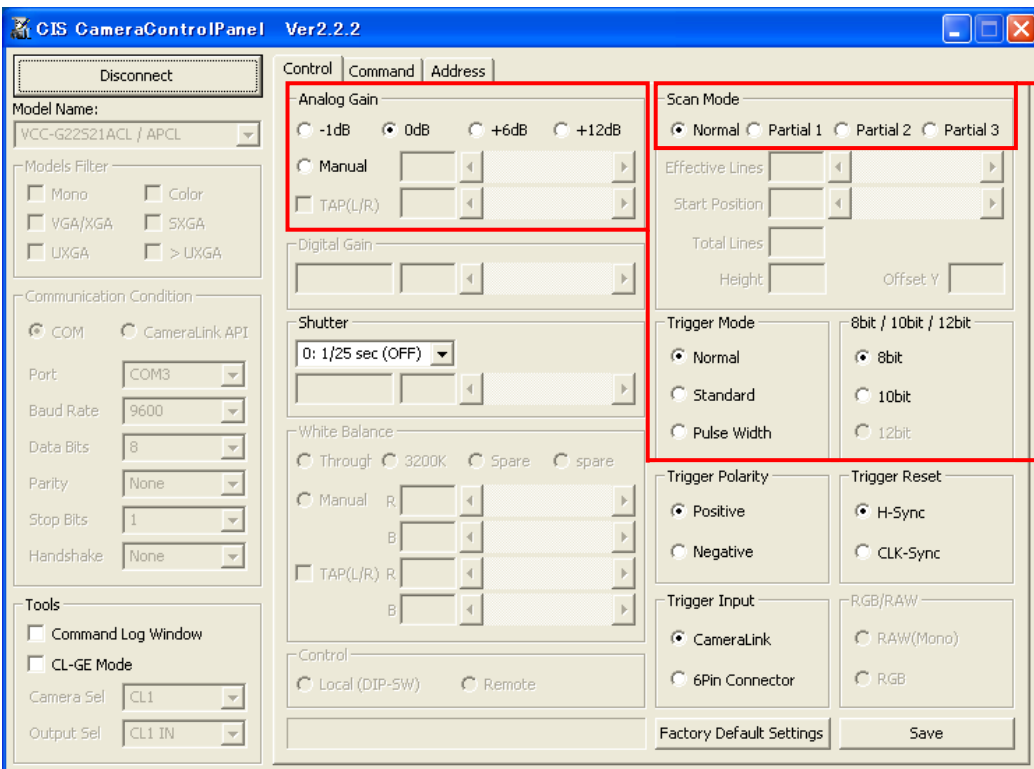 CIS CameraControlPanel Ver2.2.2
Disconnect
Model Name:
VCC-G22S21ACL / APCL
Models Filter
Mono Color
VGA/XGA SXGA
UXGA > UXGA
Communication Condition
COM CameraLink API
Port COM3
Baud Rate 9600
Data Bits 8
Parity None
Stop Bits 1
Handshake None
Tools
Command Log Window
CL-GE Mode
Camera Sel CL1
Output Sel CL1 IN
Control Command Address
Analog Gain
-1dB 0dB +6dB +12dB
Manual
TAP(L/R)
Digital Gain
Shutter
0: 1/25 sec (OFF)
White Balance
Througl 3200K Spare spare
Manual R
B
TAP(L/R) R
B
Control
Local (DIP-SW) Remote
Scan Mode
Normal Partial 1 Partial 2 Partial 3
Effective Lines
Start Position
Total Lines
Height Offset Y
Trigger Mode
Normal
Standard
Pulse Width
8bit / 10bit / 12bit
8bit
10bit
12bit
Trigger Polarity
Positive
Negative
Trigger Reset
H-Sync
CLK-Sync
Trigger Input
CameraLink
6Pin Connector
RGB/RAW
RAW(Mono)
RGB
Factory Default Settings Save